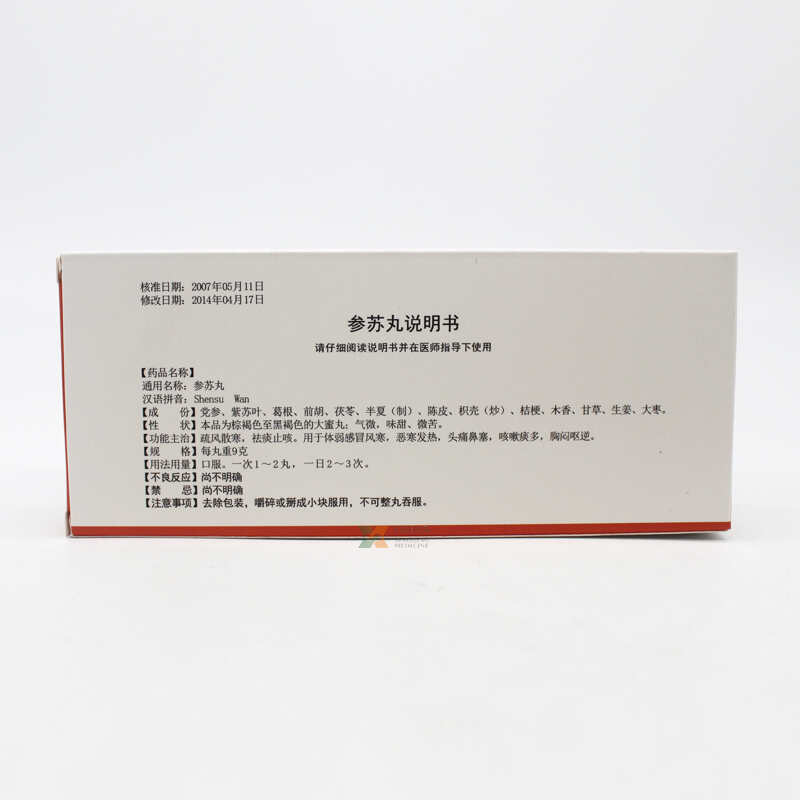 核准日期：2007年05月11日
修改日期：2014年04月17日
参苏丸说明书
请仔细阅读说明书并在医师指导下使用
【药品名称】
通用名称：参苏丸
汉语拼音：Shensu Wan
【成 份】党参、紫苏叶、葛根、前胡、茯苓、半夏（制）、陈皮、枳壳（炒）、桔梗、木香、甘草、生姜、大枣。
【性 状】本品为棕褐色至黑褐色的大蜜丸；气微，味甜、微苦。
【功能主治】疏风散寒，祛痰止咳。用于体弱感冒风寒，恶寒发热，头痛鼻塞，咳嗽痰多，胸闷呕逆。
【规 格】每丸重9克
【用法用量】口服。一次1～2丸，一日2～3次。
【不良反应】尚不明确
【禁 忌】尚不明确
【注意事项】去除包装，嚼碎或掰成小块服用，不可整丸吞服。
MEDICINE